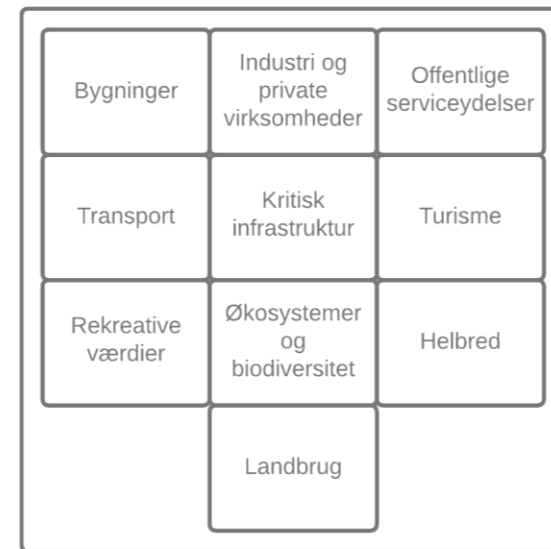 Bygninger
Industri og
private
virksomheder
Offentlige
serviceydelser
Transport
Kritisk
infrastruktur
Turisme
Rekreative
værdier
Økosystemer
og
biodiversitet
Helbred
Landbrug